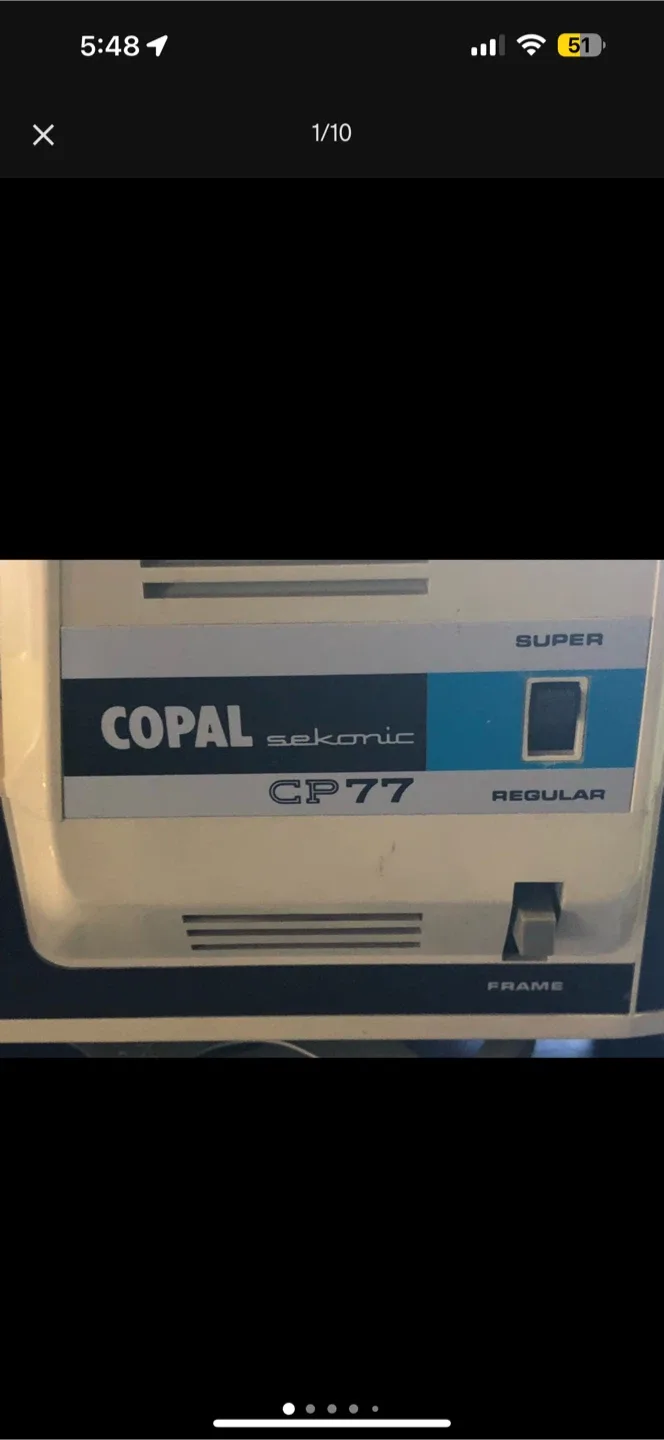 5:48
51
1/10
SUPER
COPAL sekonic
CP77
REGULAR
FRAME